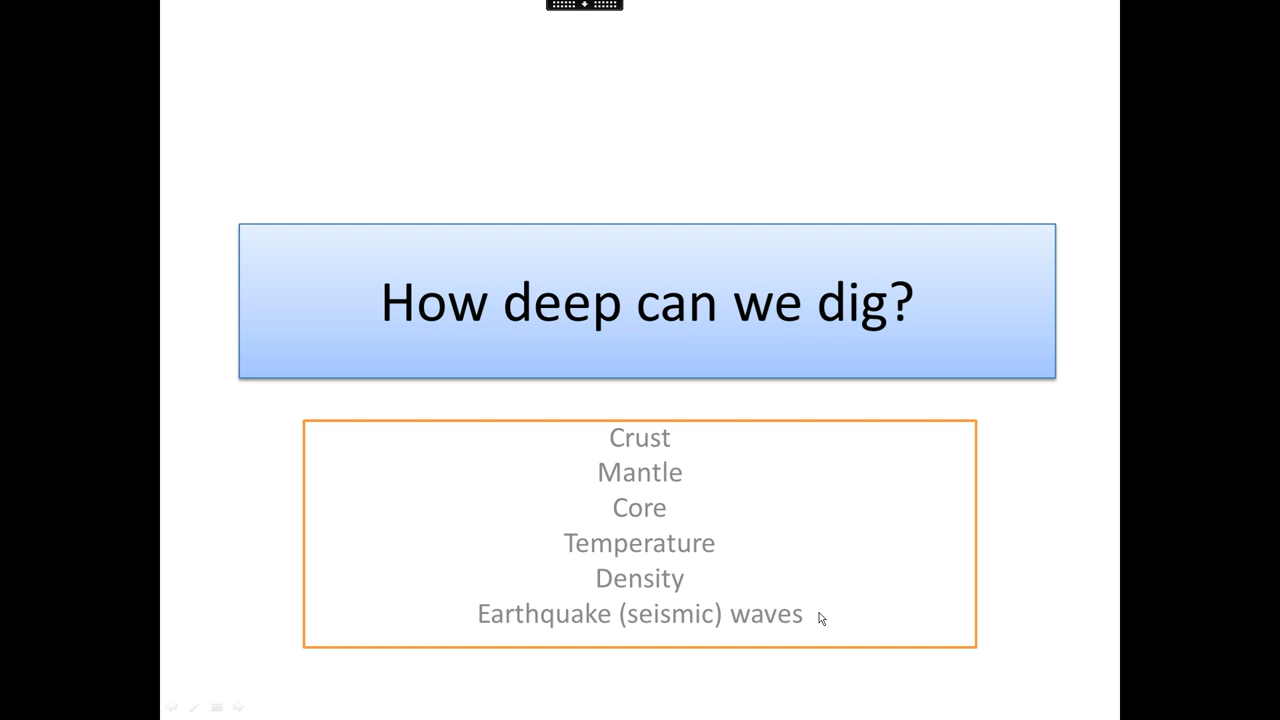 How deep can we dig?
Crust
Mantle
Core
Temperature
Density
Earthquake (seismic) waves